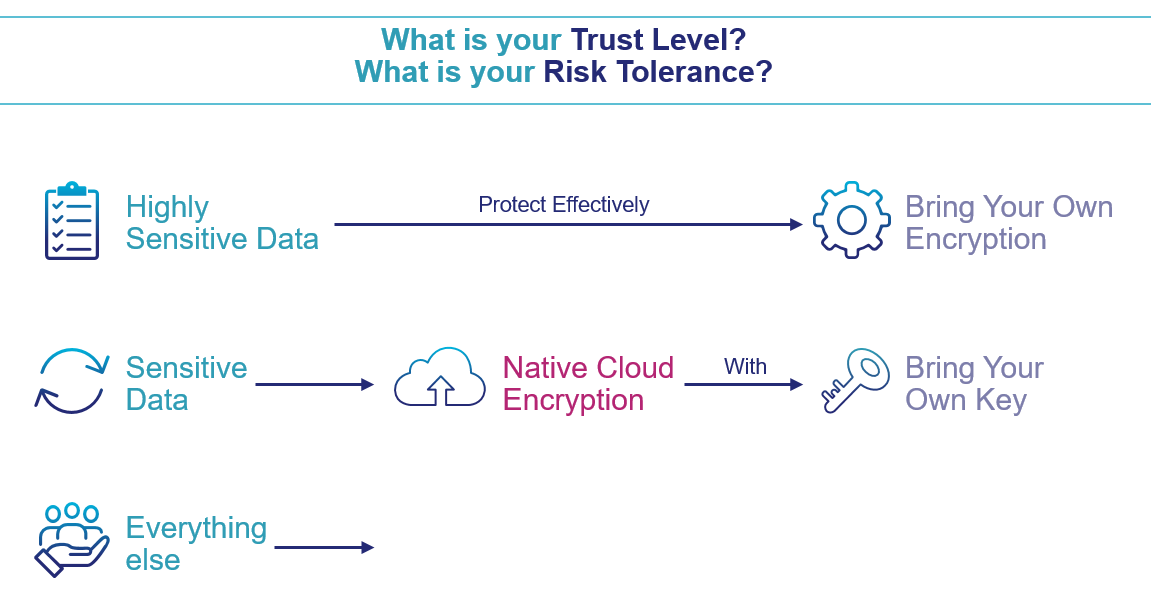 What is your Trust Level?
What is your Risk Tolerance?
Highly
Sensitive Data
Protect Effectively
Bring Your Own
Encryption
Sensitive
Data
Native Cloud
Encryption
With
Bring Your
Own Key
Everything
else